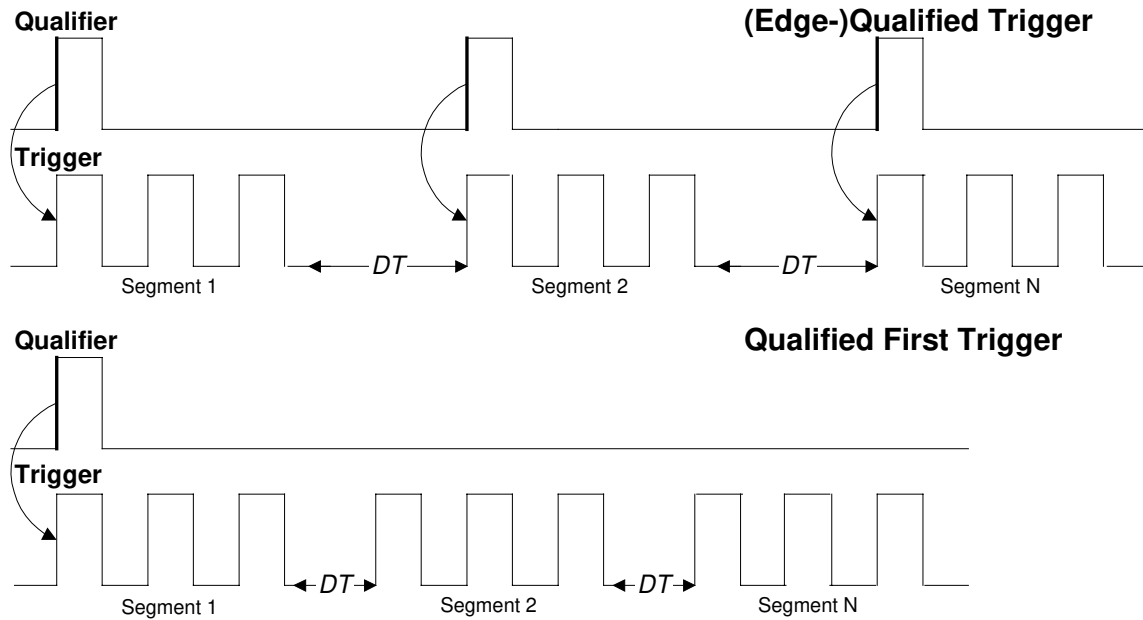 Qualifier
(Edge-)Qualified Trigger
Trigger
DT
DT
Segment 1
Segment 2
Segment N
Qualifier
Qualified First Trigger
Trigger
DT
DT
Segment 1
Segment 2
Segment N